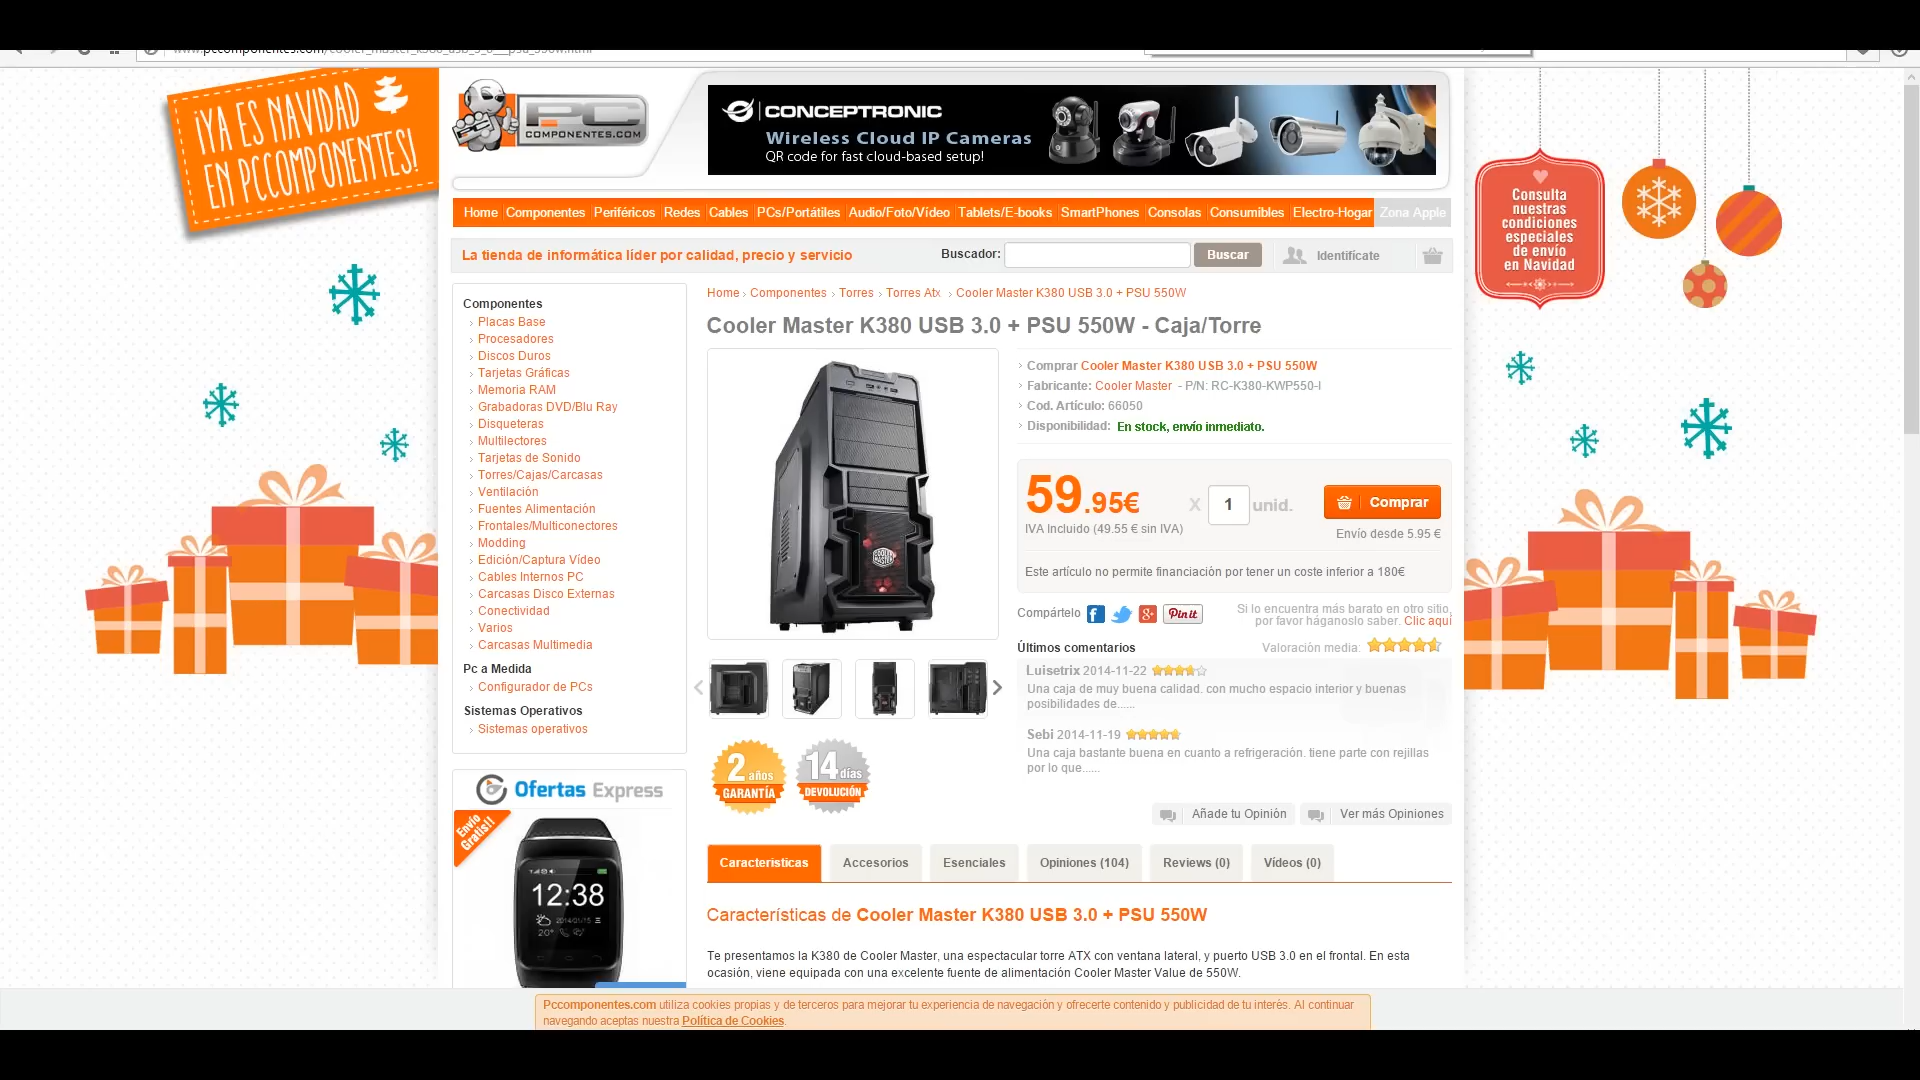 www.pccomponentes.com/cooler_master_k380_usb_3_0___psu_550w.html
¡YA ES NAVIDAD
EN PCCOMPONENTES!
PC
COMPONENTES.COM
CONCEPTRONIC
Wireless Cloud IP Cameras
QR code for fast cloud-based setup!
Consulta
nuestras
condiciones
especiales
de envío
en Navidad
Home Componentes Periféricos Redes Cables PCs/Portátiles Audio/Foto/Vídeo Tablets/E-books SmartPhones Consolas Consumibles Electro-Hogar Zona Apple
La tienda de informática líder por calidad, precio y servicio
Buscador:
Buscar
Identifícate
Componentes
Placas Base
Procesadores
Discos Duros
Tarjetas Gráficas
Memoria RAM
Grabadoras DVD/Blu Ray
Disqueteras
Multilectores
Tarjetas de Sonido
Torres/Cajas/Carcasas
Ventilación
Fuentes Alimentación
Frontales/Multiconectores
Modding
Edición/Captura Vídeo
Cables Internos PC
Carcasas Disco Externas
Conectividad
Varios
Carcasas Multimedia
Pc a Medida
Configurador de PCs
Sistemas Operativos
Sistemas operativos
Ofertas Express
Envío
Gratis!!
12:38
2014/01/15
20°
Home › Componentes › Torres › Torres Atx › Cooler Master K380 USB 3.0 + PSU 550W
Cooler Master K380 USB 3.0 + PSU 550W - Caja/Torre
COOLER
MASTER
Comprar Cooler Master K380 USB 3.0 + PSU 550W
Fabricante: Cooler Master - P/N: RC-K380-KWP550-I
Cod. Artículo: 66050
Disponibilidad: En stock, envío inmediato.
59.95€
X 1 unid.
Comprar
IVA Incluido (49.55 € sin IVA)
Envío desde 5.95 €
Este artículo no permite financiación por tener un coste inferior a 180€
Compártelo
Pin it
Si lo encuentra más barato en otro sitio,
por favor háganoslo saber. Clic aquí
Últimos comentarios
Valoración media:
Luisetrix 2014-11-22
Una caja de muy buena calidad. con mucho espacio interior y buenas
posibilidades de......
Sebi 2014-11-19
Una caja bastante buena en cuanto a refrigeración. tiene parte con rejillas
por lo que......
2 años
GARANTÍA
14 días
DEVOLUCIÓN
Añade tu Opinión
Ver más Opiniones
Características Accesorios Esenciales Opiniones (104) Reviews (0) Vídeos (0)
Características de Cooler Master K380 USB 3.0 + PSU 550W
Te presentamos la K380 de Cooler Master, una espectacular torre ATX con ventana lateral, y puerto USB 3.0 en el frontal. En esta
ocasión, viene equipada con una excelente fuente de alimentación Cooler Master Value de 550W.
Pccomponentes.com utiliza cookies propias y de terceros para mejorar tu experiencia de navegación y ofrecerte contenido y publicidad de tu interés. Al continuar
navegando aceptas nuestra Política de Cookies.